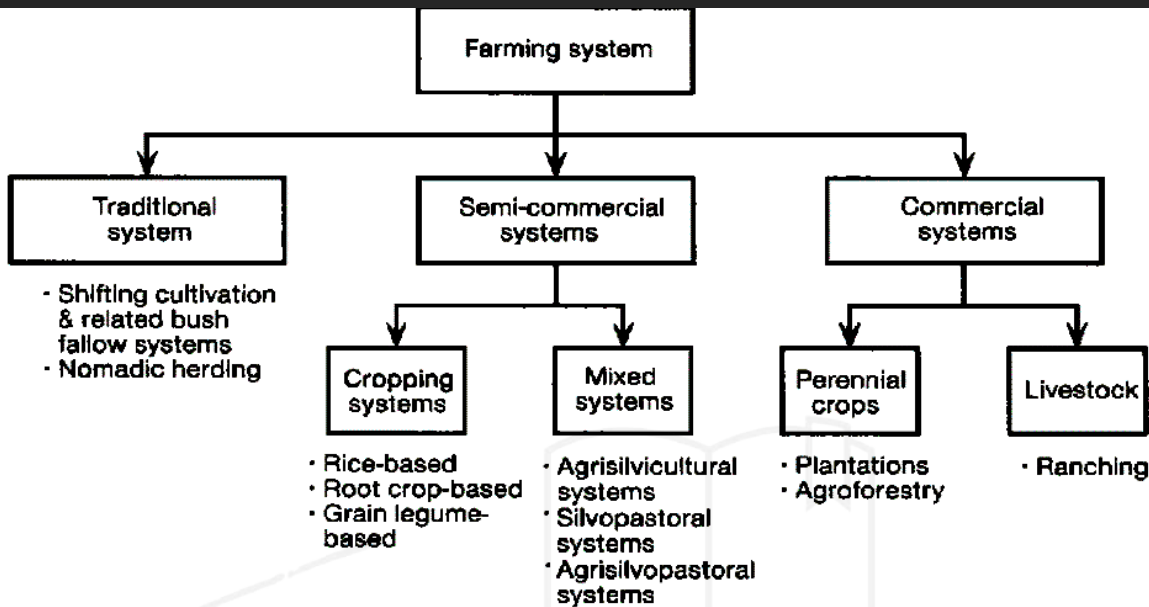 Farming system
Traditional
system
Semi-commercial
systems
Commercial
systems
· Shifting cultivation
& related bush
fallow systems
· Nomadic herding
Cropping
systems
Mixed
systems
Perennial
crops
Livestock
· Rice-based
· Root crop-based
· Grain legume-
based
· Agrisilvicultural
systems
· Silvopastoral
systems
· Agrisilvopastoral
systems
· Plantations
· Agroforestry
· Ranching